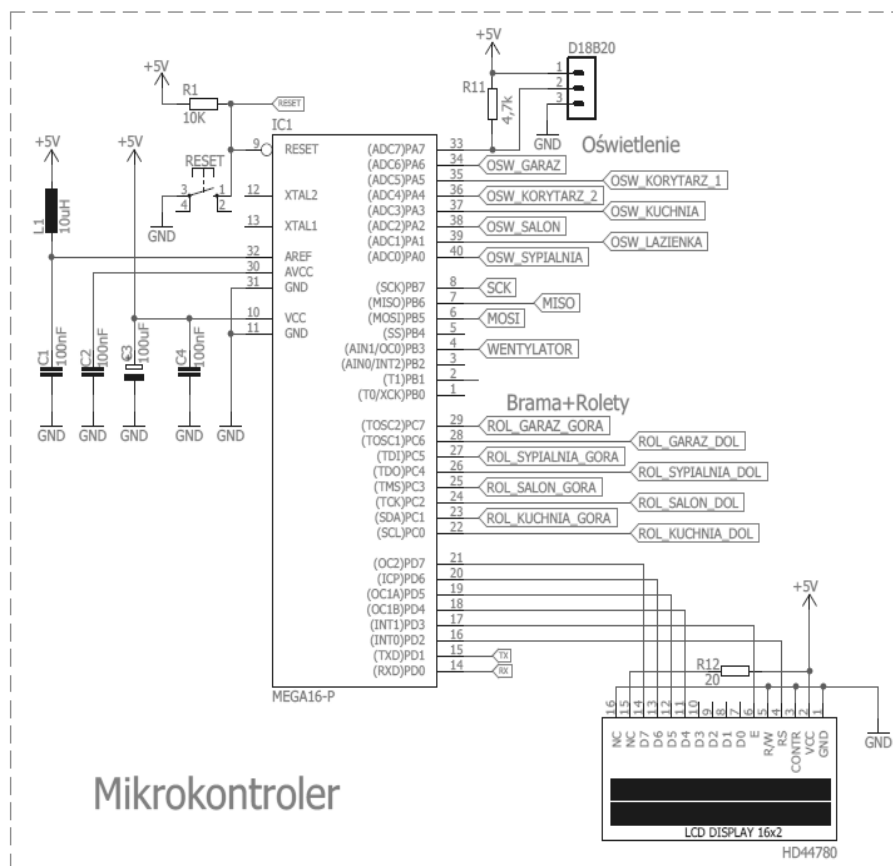 +5V
D18B20
1
2
3
R11
4,7k
GND
+5V
R1
10K
RESET
IC1
+5V
+5V
RESET
3
4
1
2
GND
L1
10uH
9 RESET
12 XTAL2
13 XTAL1
32 AREF
30 AVCC
31 GND
10 VCC
11 GND
C1
100nF
C2
100nF
C3
100uF
C4
100nF
GND
GND
GND
GND
GND
Oświetlenie
(ADC7)PA7 33
(ADC6)PA6 34 OSW_GARAZ
(ADC5)PA5 35 OSW_KORYTARZ_1
(ADC4)PA4 36 OSW_KORYTARZ_2
(ADC3)PA3 37 OSW_KUCHNIA
(ADC2)PA2 38 OSW_SALON
(ADC1)PA1 39 OSW_LAZIENKA
(ADC0)PA0 40 OSW_SYPIALNIA
(SCK)PB7 8 SCK
(MISO)PB6 7 MISO
(MOSI)PB5 6 MOSI
(SS)PB4 5
(AIN1/OC0)PB3 4 WENTYLATOR
(AIN0/INT2)PB2 3
(T1)PB1 2
(T0/XCK)PB0 1
Brama+Rolety
(TOSC2)PC7 29 ROL_GARAZ_GORA
(TOSC1)PC6 28 ROL_GARAZ_DOL
(TDI)PC5 27 ROL_SYPIALNIA_GORA
(TDO)PC4 26 ROL_SYPIALNIA_DOL
(TMS)PC3 25 ROL_SALON_GORA
(TCK)PC2 24 ROL_SALON_DOL
(SDA)PC1 23 ROL_KUCHNIA_GORA
(SCL)PC0 22 ROL_KUCHNIA_DOL
(OC2)PD7 21
(ICP)PD6 20
(OC1A)PD5 19
(OC1B)PD4 18
(INT1)PD3 17
(INT0)PD2 16
(TXD)PD1 15 TX
(RXD)PD0 14 RX
MEGA16-P
+5V
R12
20
GND
16 15 14 13 12 11 10 9 8 7 6 5 4 3 2 1
NC NC D7 D6 D5 D4 D3 D2 D1 D0 E R/W RS CONTR VCC GND
LCD DISPLAY 16x2
HD44780
Mikrokontroler